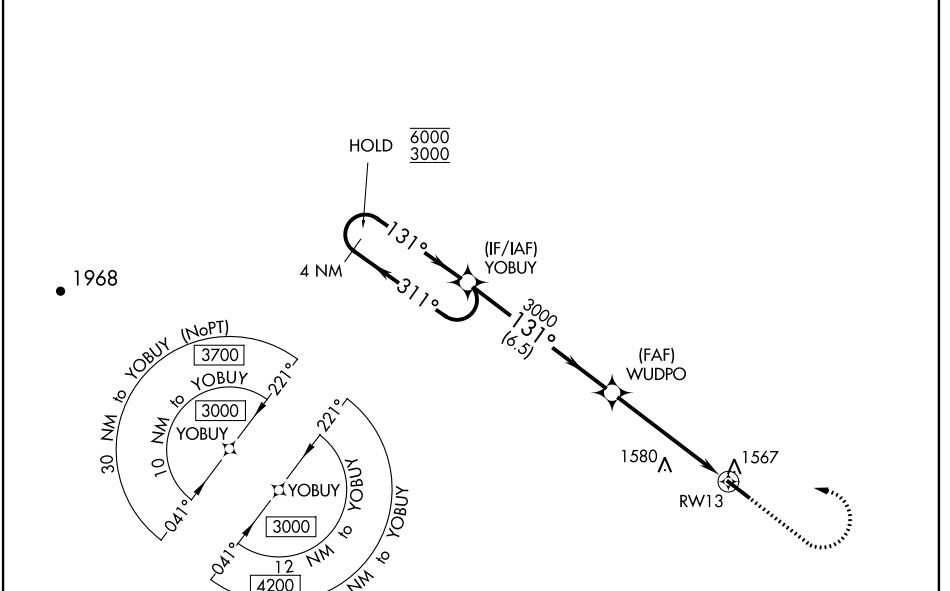 HOLD 6000
3000
131°
(IF/IAF)
YOBUY
4 NM
311°
1968
3000
131°
(6.5)
(FAF)
WUDPO
1580
1567
RW13
30 NM to YOBUY (NoPT)
3700
221°
10 NM to YOBUY
3000
YOBUY
041°
221°
YOBUY
3000
041°
12 NM to YOBUY
4200
NM to YOBUY